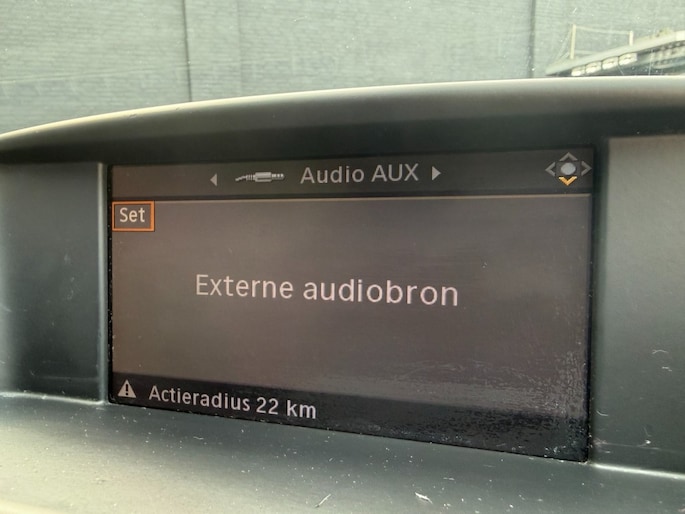 Audio AUX
Set
Externe audiobron
Actieradius 22 km